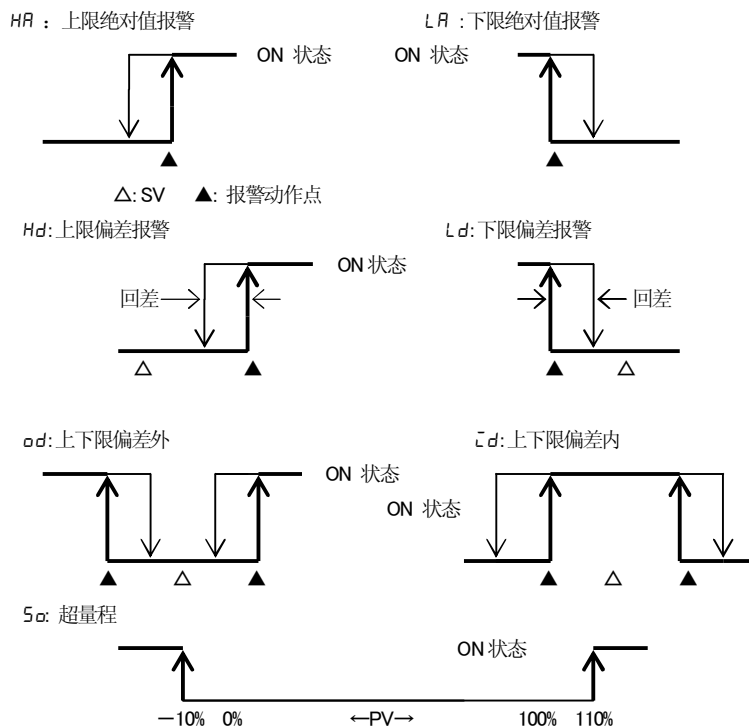 HA：上限绝对值报警
LA：下限绝对值报警
ON 状态
ON 状态
△:SV ▲: 报警动作点
Hd:上限偏差报警
Ld:下限偏差报警
ON 状态
回差
回差
od:上下限偏差外
id:上下限偏差内
ON 状态
ON 状态
So: 超量程
ON 状态
－10% 0% ←PV→ 100% 110%